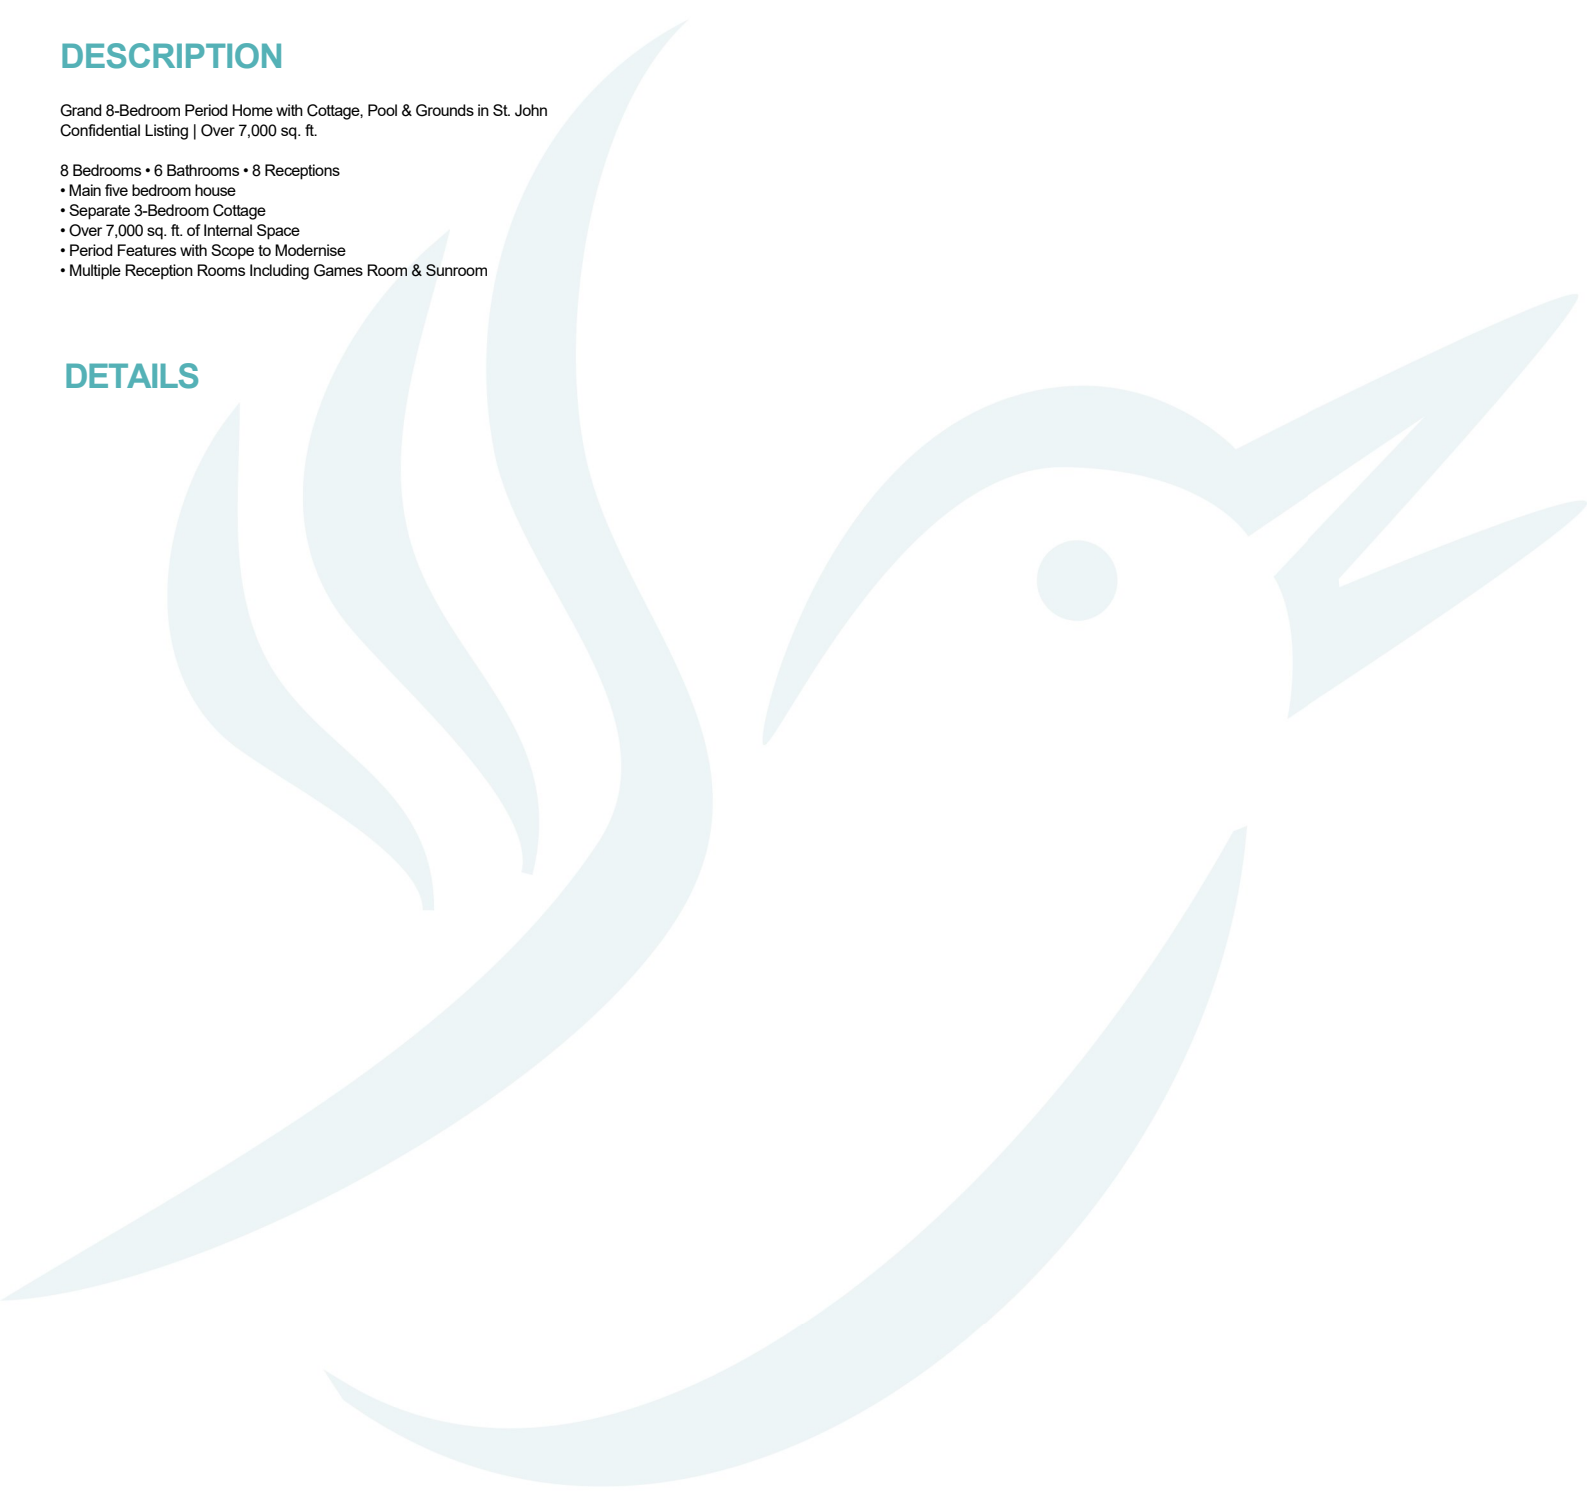 DESCRIPTION
Grand 8-Bedroom Period Home with Cottage, Pool & Grounds in St. John
Confidential Listing | Over 7,000 sq. ft.
8 Bedrooms • 6 Bathrooms • 8 Receptions
• Main five bedroom house
• Separate 3-Bedroom Cottage
• Over 7,000 sq. ft. of Internal Space
• Period Features with Scope to Modernise
• Multiple Reception Rooms Including Games Room & Sunroom
DETAILS